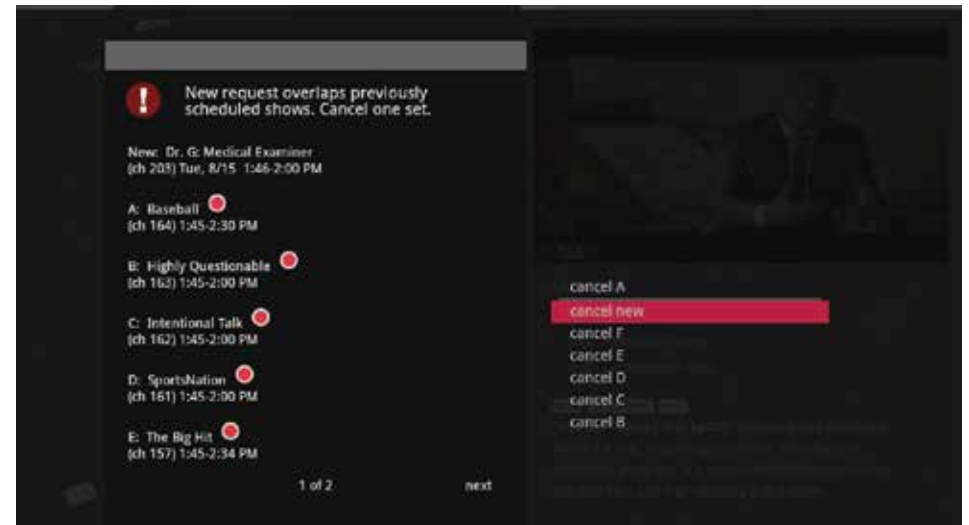 New request overlaps previously
scheduled shows. Cancel one set.
New: Dr. G: Medical Examiner
(ch 203) Tue, 8/15 1:46-2:00 PM
A: Baseball
(ch 164) 1:45-2:30 PM
B: Highly Questionable
(ch 163) 1:45-2:00 PM
C: Intentional Talk
(ch 162) 1:45-2:00 PM
D: SportsNation
(ch 161) 1:45-2:00 PM
E: The Big Hit
(ch 157) 1:45-2:34 PM
1 of 2 next
cancel A
cancel new
cancel F
cancel E
cancel D
cancel C
cancel B